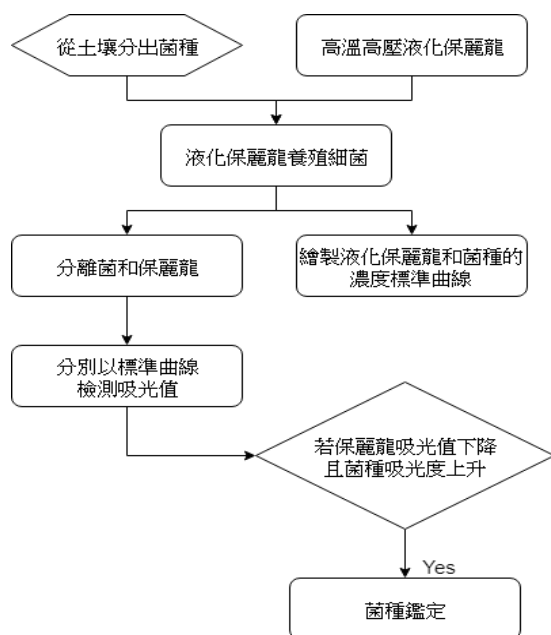 從土壤分出菌種
高溫高壓液化保麗龍
液化保麗龍養殖細菌
分離菌和保麗龍
繪製液化保麗龍和菌種的
濃度標準曲線
分別以標準曲線
檢測吸光值
若保麗龍吸光值下降
且菌種吸光度上升
Yes
菌種鑑定